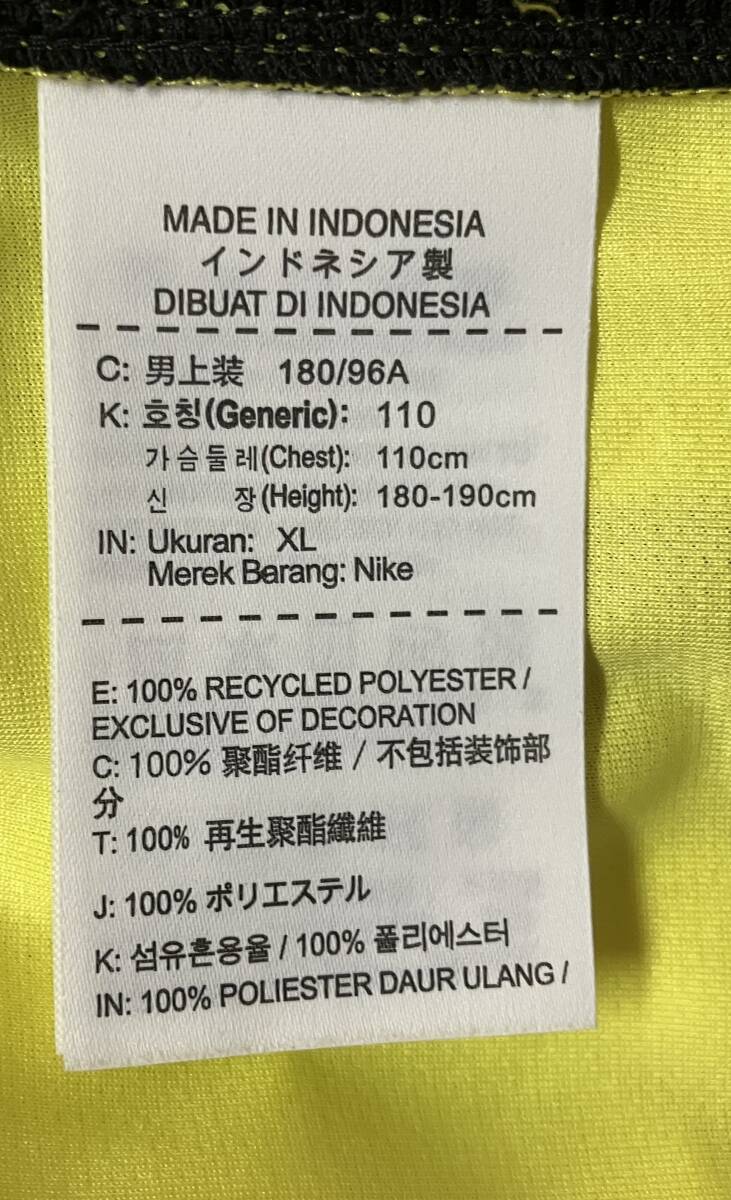 MADE IN INDONESIA
インドネシア製
DIBUAT DI INDONESIA
C: 男上装 180/96A
K: 호칭(Generic): 110
가슴둘레(Chest): 110cm
신 장(Height): 180-190cm
IN: Ukuran: XL
Merek Barang: Nike
E: 100% RECYCLED POLYESTER /
EXCLUSIVE OF DECORATION
C: 100% 聚酯纤维 / 不包括装饰部
分
T: 100% 再生聚酯纖維
J: 100% ポリエステル
K: 섬유혼용율 / 100% 폴리에스터
IN: 100% POLIESTER DAUR ULANG /